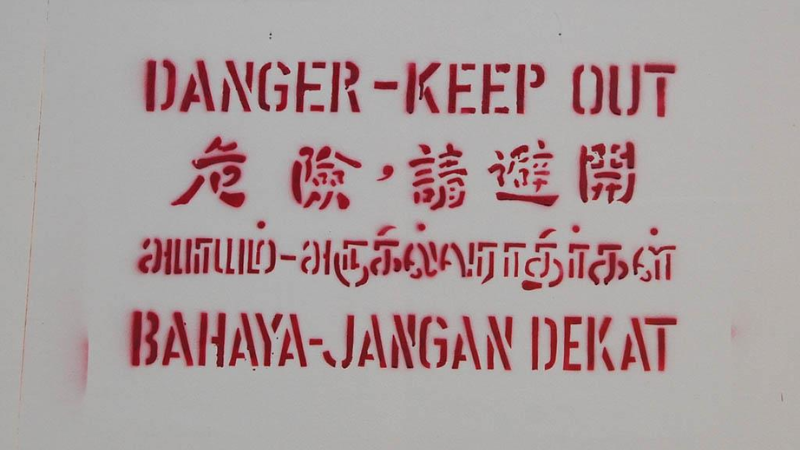 DANGER-KEEP OUT
危險，請避開
அபாயம்-அருகில்வராதீர்கள்
BAHAYA-JANGAN DEKAT